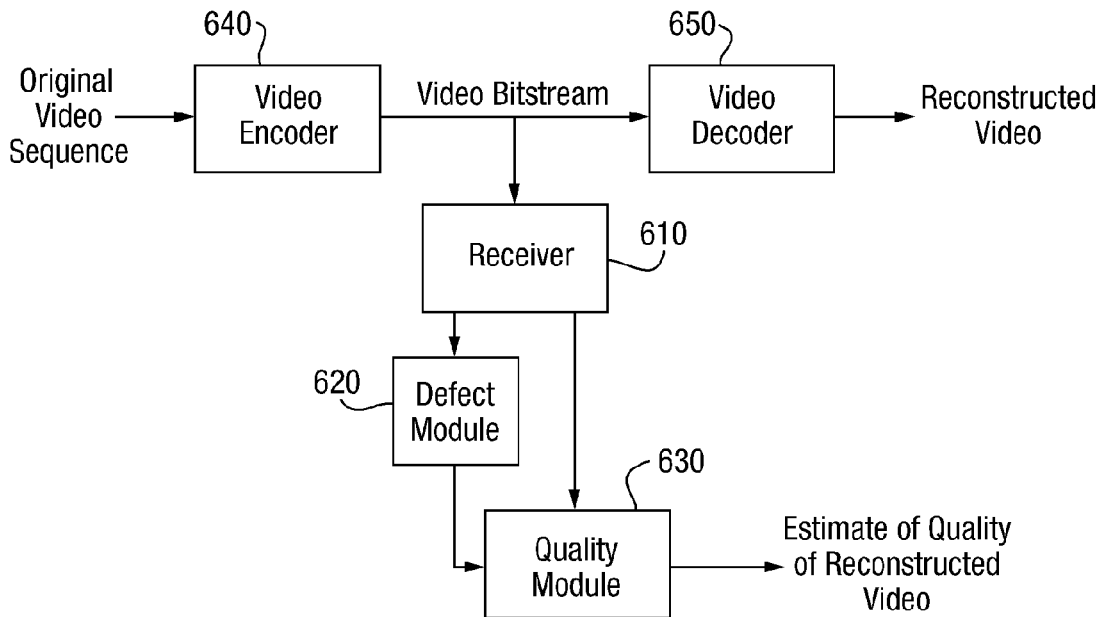 640
650
Original
Video
Sequence
Video
Encoder
Video Bitstream
Video
Decoder
Reconstructed
Video
Receiver
610
620
Defect
Module
630
Quality
Module
Estimate of Quality
of Reconstructed
Video